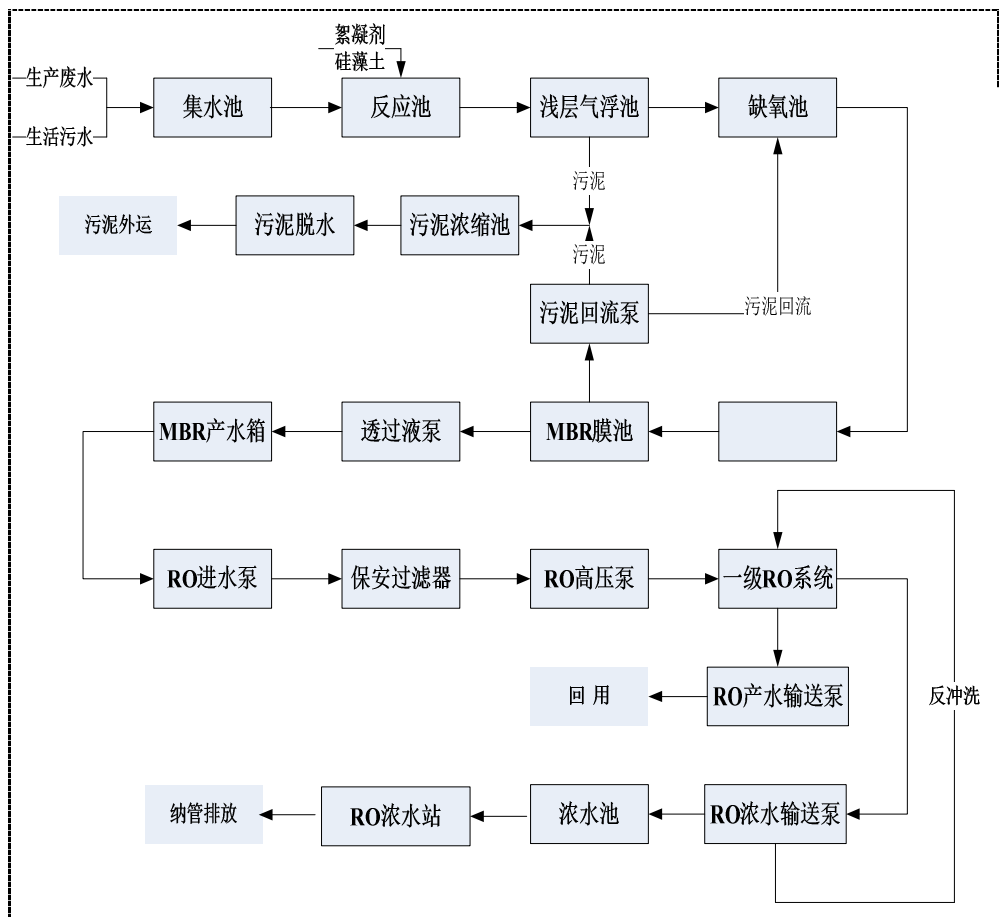 絮凝剂
硅藻土
生产废水
生活污水
集水池
反应池
浅层气浮池
缺氧池
污泥
污泥外运
污泥脱水
污泥浓缩池
污泥
污泥回流泵
污泥回流
MBR产水箱
透过液泵
MBR膜池
RO进水泵
保安过滤器
RO高压泵
一级RO系统
回 用
RO产水输送泵
反冲洗
纳管排放
RO浓水站
浓水池
RO浓水输送泵